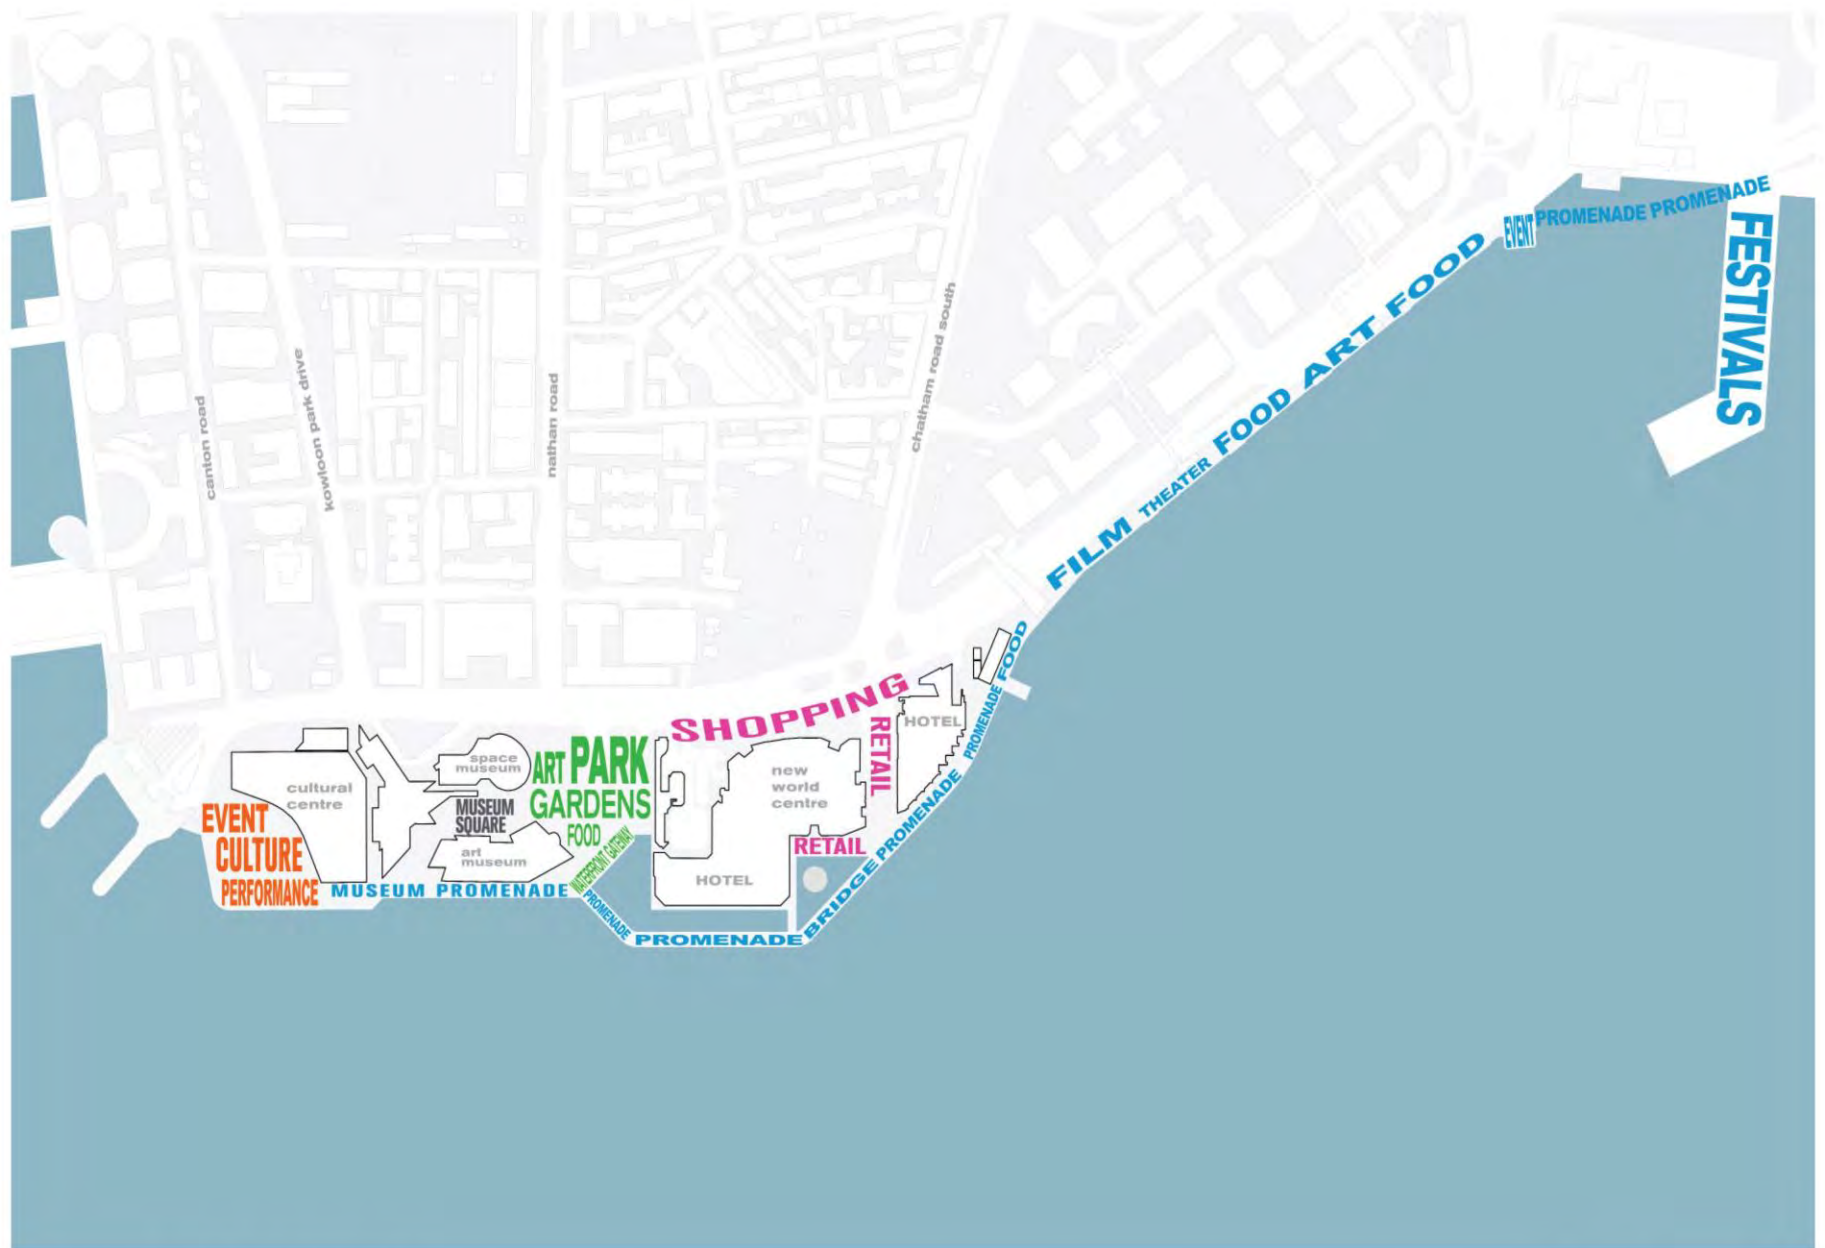 PROMENADE PROMENADE
EVENT
FESTIVALS
FOOD
ART
FOOD
THEATER
FILM
chatham road south
kowloon park drive
nathan road
canton road
FOOD
PROMENADE
SHOPPING
RETAIL
HOTEL
space
museum
ART PARK
GARDENS
FOOD
WATERFRONT GATEWAY
new
world
centre
cultural
centre
MUSEUM
SQUARE
art
museum
EVENT
CULTURE
PERFORMANCE
RETAIL
HOTEL
MUSEUM PROMENADE
PROMENADE
PROMENADE
BRIDGE
PROMENADE